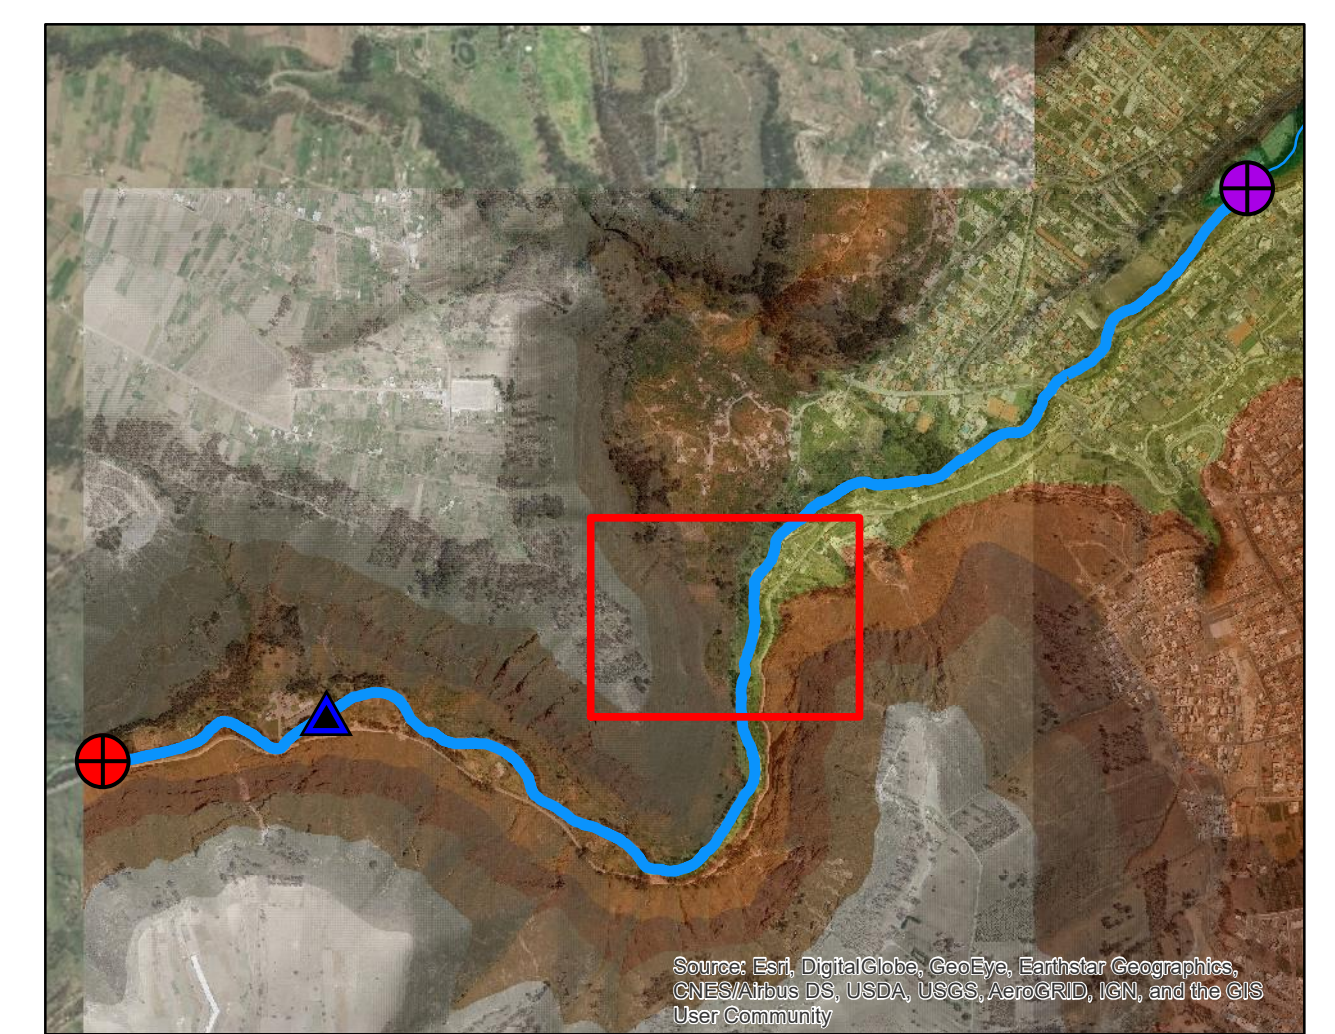 Source: Esri, DigitalGlobe, GeoEye, Earthstar Geographics,
CNES/Airbus DS, USDA, USGS, AeroGRID, IGN, and the GIS
User Community